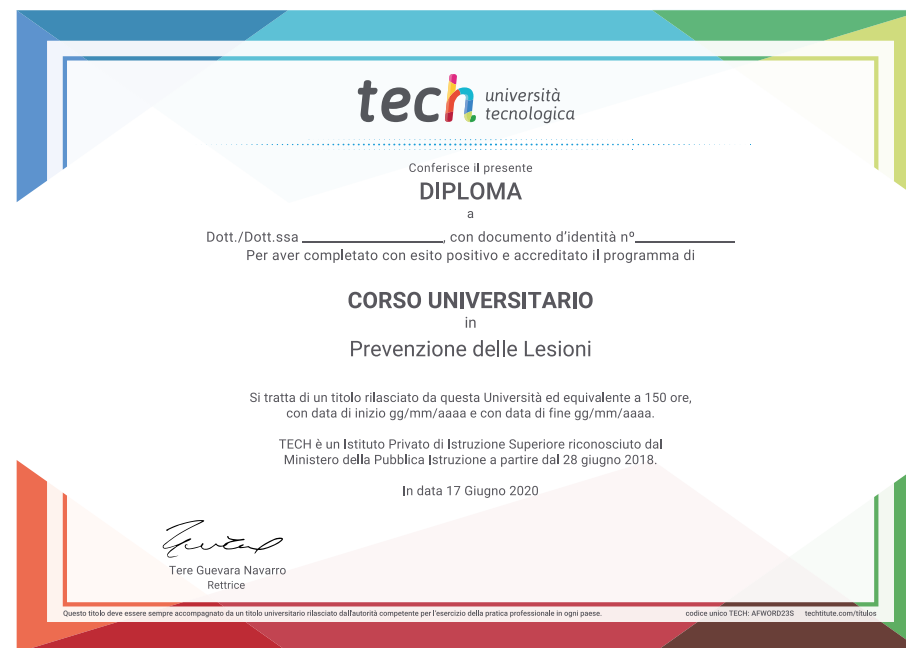 tech università
tecnologica
Conferisce il presente
DIPLOMA
a
Dott./Dott.ssa ________________, con documento d'identità nº____________
Per aver completato con esito positivo e accreditato il programma di
CORSO UNIVERSITARIO
in
Prevenzione delle Lesioni
Si tratta di un titolo rilasciato da questa Università ed equivalente a 150 ore,
con data di inizio gg/mm/aaaa e con data di fine gg/mm/aaaa.
TECH è un Istituto Privato di Istruzione Superiore riconosciuto dal
Ministero della Pubblica Istruzione a partire dal 28 giugno 2018.
In data 17 Giugno 2020
Tere Guevara Navarro
Rettrice
Questo titolo deve essere sempre accompagnato da un titolo universitario rilasciato dall'autorità competente per l'esercizio della pratica professionale in ogni paese. codice unico TECH: AFWORD23S techtitute.com/titulos